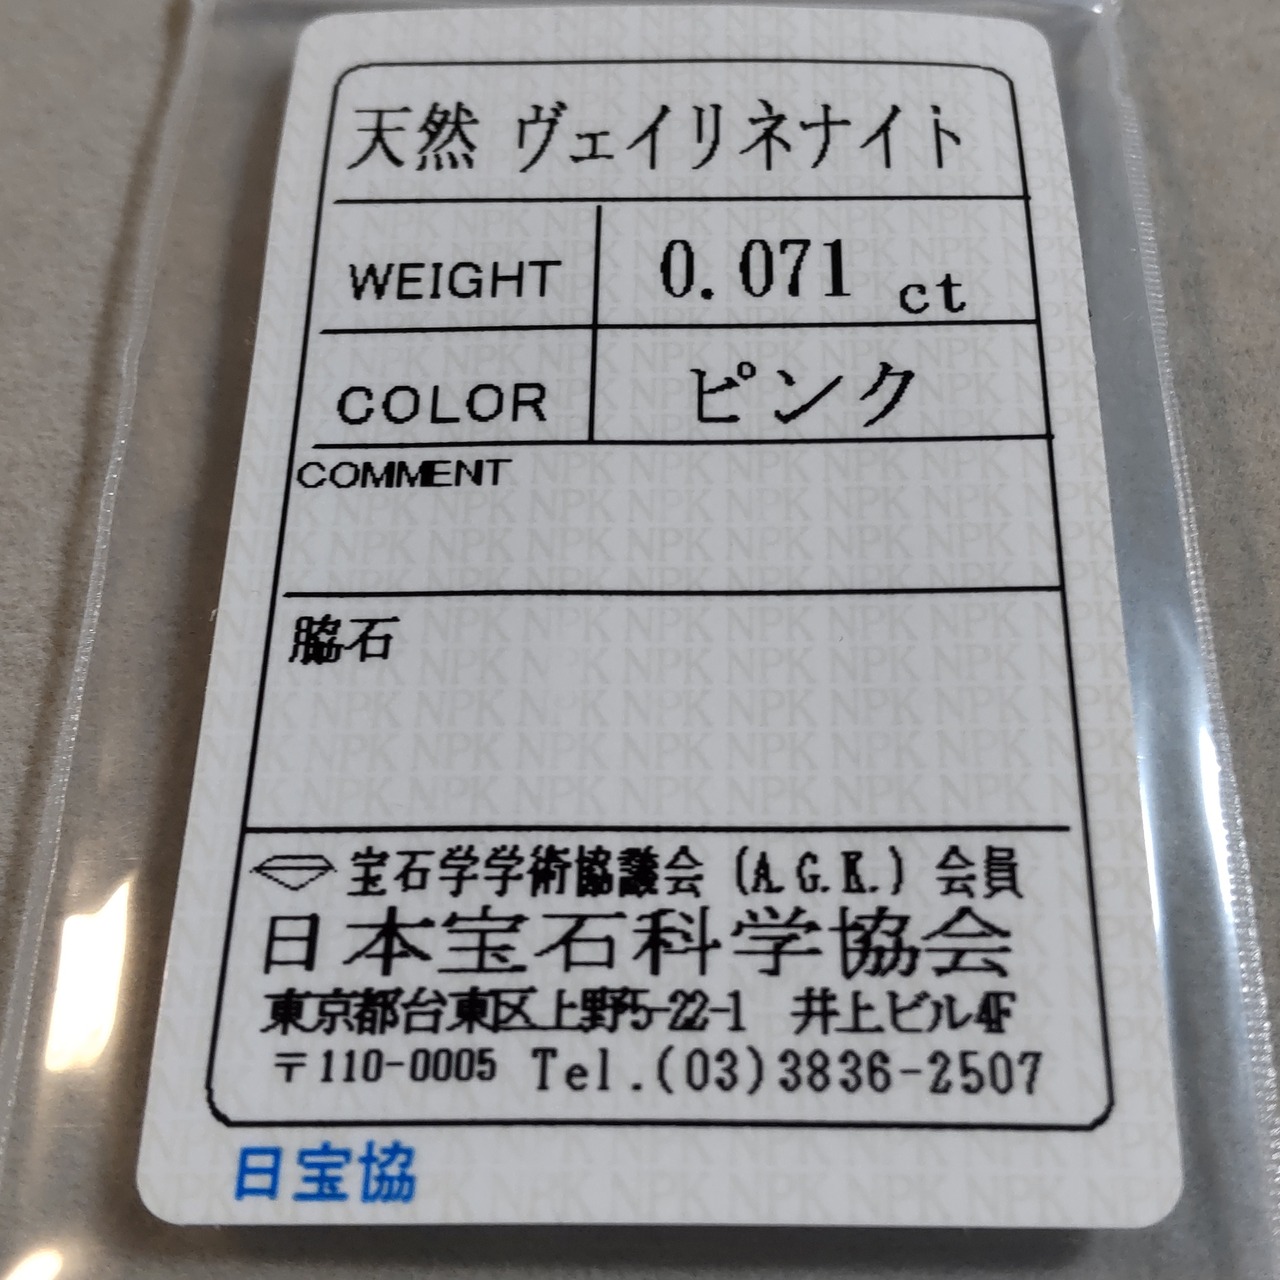 天然 ヴェイリネナイト
WEIGHT 0.071 ct
COLOR ピンク
COMMENT
脇石
宝石学学術協議会 (A.G.K.) 会員
日本宝石科学協会
東京都台東区上野5-22-1 井上ビル4F
〒110-0005 Tel.(03)3836-2507
日宝協